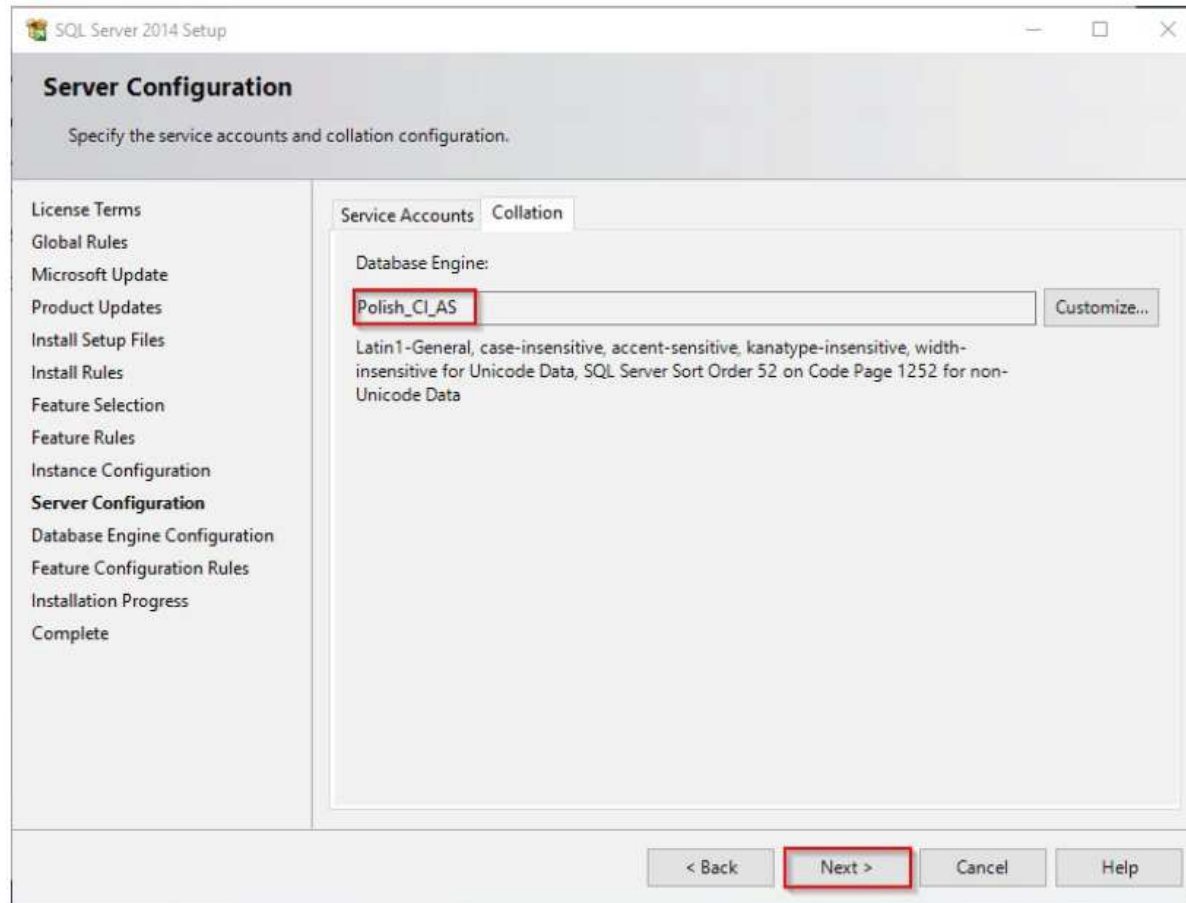 SQL Server 2014 Setup
Server Configuration
Specify the service accounts and collation configuration.
License Terms
Global Rules
Microsoft Update
Product Updates
Install Setup Files
Install Rules
Feature Selection
Feature Rules
Instance Configuration
Server Configuration
Database Engine Configuration
Feature Configuration Rules
Installation Progress
Complete
Service Accounts Collation
Database Engine:
Polish_CI_AS Customize...
Latin1-General, case-insensitive, accent-sensitive, kanatype-insensitive, width-
insensitive for Unicode Data, SQL Server Sort Order 52 on Code Page 1252 for non-
Unicode Data
< Back Next > Cancel Help